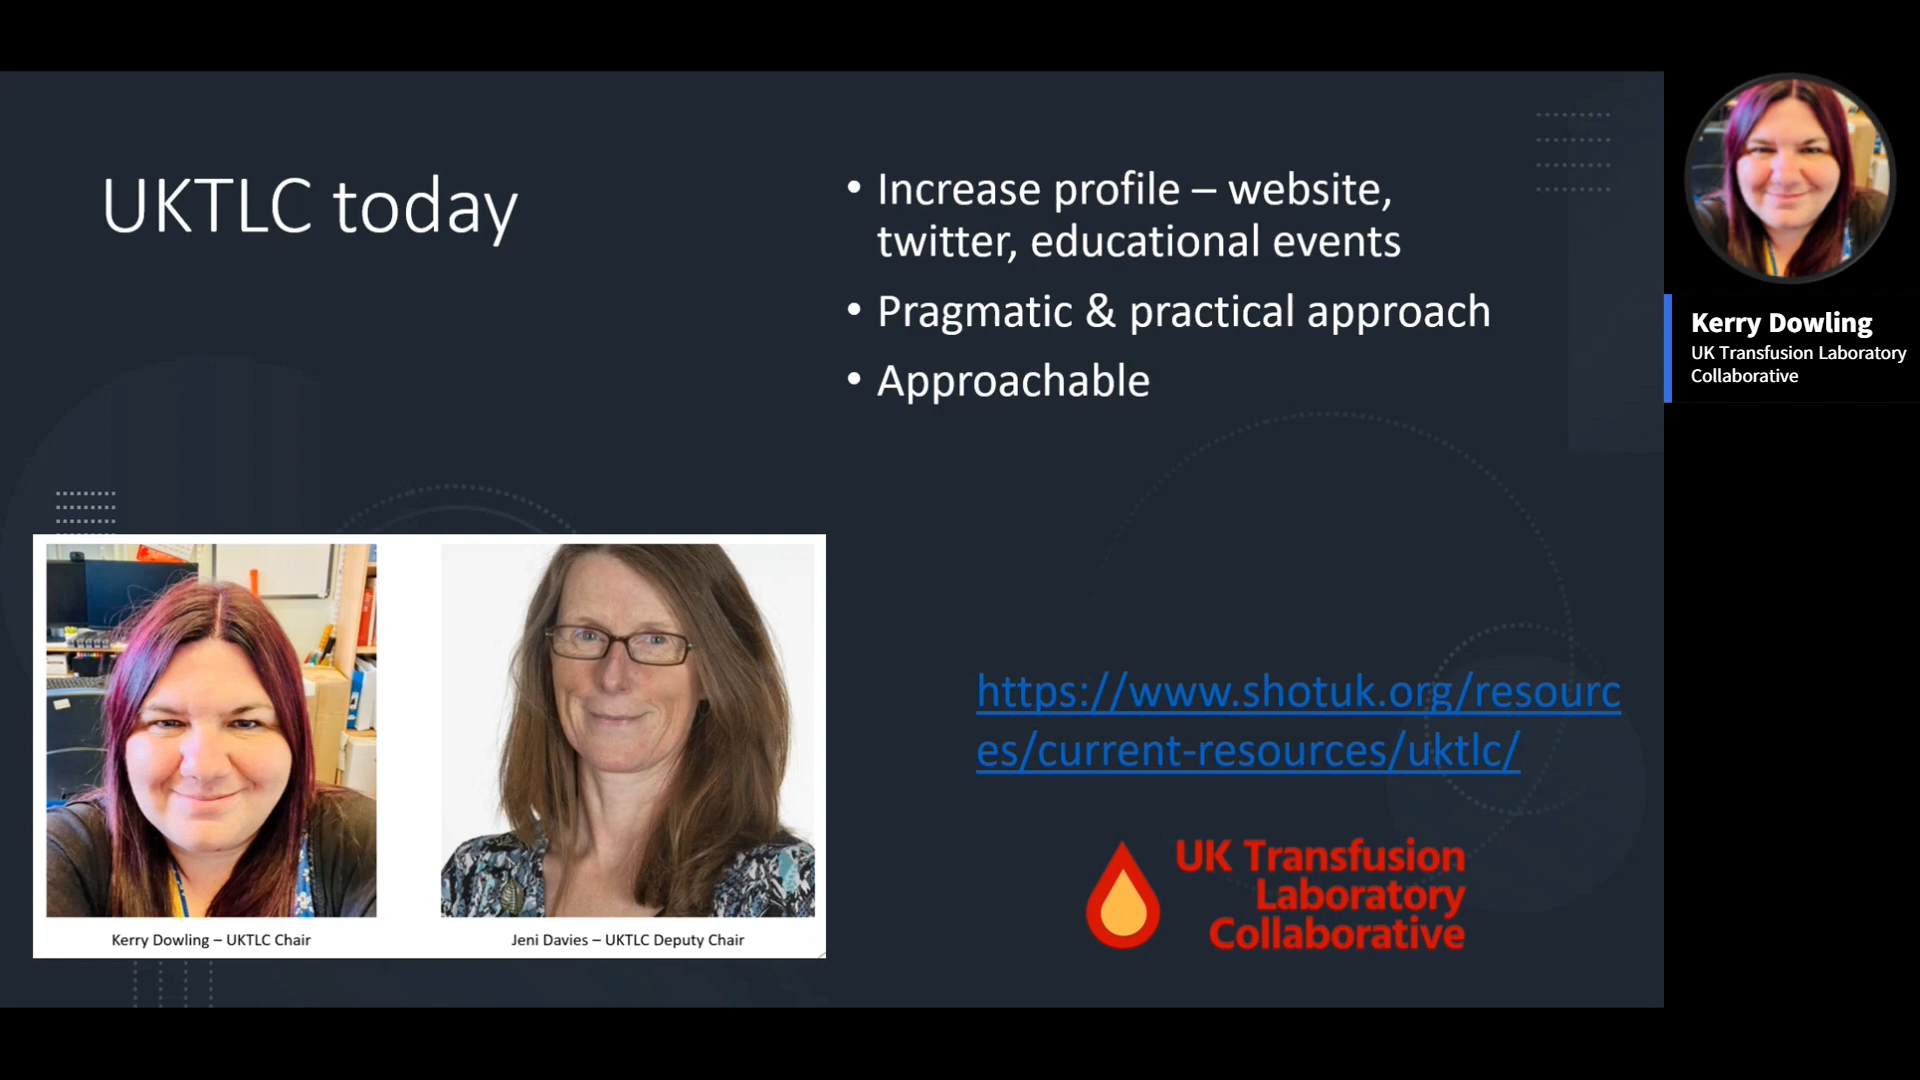 UKTLC today
• Increase profile – website,
twitter, educational events
• Pragmatic & practical approach
• Approachable
Kerry Dowling – UKTLC Chair
Jeni Davies – UKTLC Deputy Chair
https://www.shotuk.org/resourc
es/current-resources/uktlc/
UK Transfusion
Laboratory
Collaborative
Kerry Dowling
UK Transfusion Laboratory
Collaborative